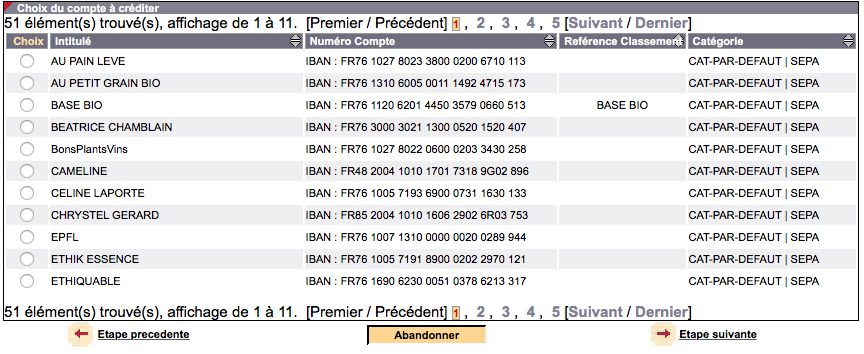 Choix du compte à créditer
51 élément(s) trouvé(s), affichage de 1 à 11. [Premier / Précédent] 1 , 2 , 3 , 4 , 5 [Suivant / Dernier]
Choix Intitulé Numéro Compte Reférence Classement Catégorie
AU PAIN LEVE IBAN : FR76 1027 8023 3800 0200 6710 113 CAT-PAR-DEFAUT | SEPA
AU PETIT GRAIN BIO IBAN : FR76 1310 6005 0011 1492 4715 173 CAT-PAR-DEFAUT | SEPA
BASE BIO IBAN : FR76 1120 6201 4450 3579 0660 513 BASE BIO CAT-PAR-DEFAUT | SEPA
BEATRICE CHAMBLAIN IBAN : FR76 3000 3021 1300 0520 1520 407 CAT-PAR-DEFAUT | SEPA
BonsPlantsVins IBAN : FR76 1027 8022 0600 0203 3430 258 CAT-PAR-DEFAUT | SEPA
CAMELINE IBAN : FR48 2004 1010 1701 7318 9G02 896 CAT-PAR-DEFAUT | SEPA
CELINE LAPORTE IBAN : FR76 1005 7193 6900 0731 1630 133 CAT-PAR-DEFAUT | SEPA
CHRYSTEL GERARD IBAN : FR85 2004 1010 1606 2902 6R03 753 CAT-PAR-DEFAUT | SEPA
EPFL IBAN : FR76 1007 1310 0000 0020 0289 944 CAT-PAR-DEFAUT | SEPA
ETHIK ESSENCE IBAN : FR76 1005 7191 8900 0202 2970 121 CAT-PAR-DEFAUT | SEPA
ETHIQUABLE IBAN : FR76 1690 6230 0051 0378 6213 317 CAT-PAR-DEFAUT | SEPA
51 élément(s) trouvé(s), affichage de 1 à 11. [Premier / Précédent] 1 , 2 , 3 , 4 , 5 [Suivant / Dernier]
Etape precedente Abandonner Etape suivante